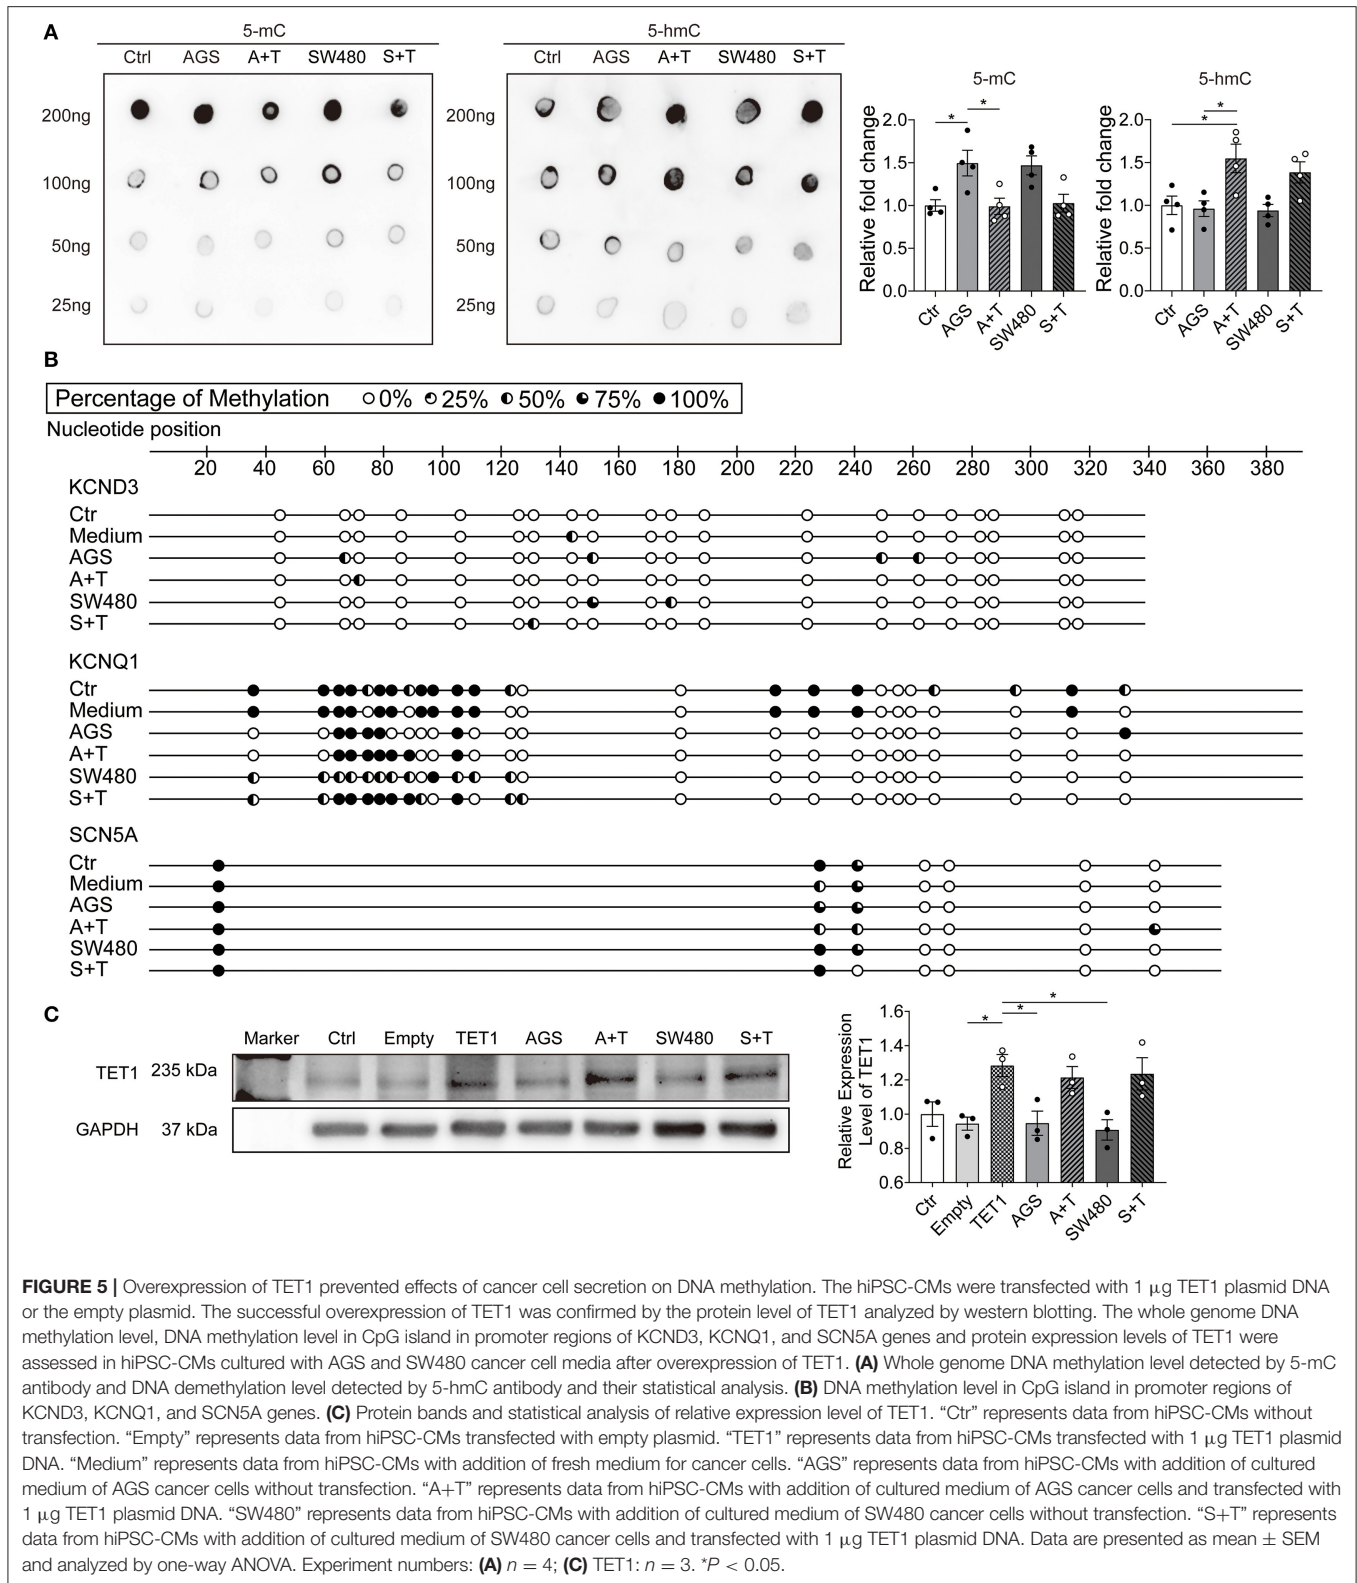 A
5-mC
Ctrl AGS A+T SW480 S+T
200ng
100ng
50ng
25ng
5-hmC
Ctrl AGS A+T SW480 S+T
200ng
100ng
50ng
25ng
5-mC
* *
Relative fold change
2.0
1.5
1.0
0.5
0.0
Ctr AGS A+T SW480 S+T
5-hmC
*
*
Relative fold change
2.0
1.5
1.0
0.5
0.0
Ctr AGS A+T SW480 S+T
B
Percentage of Methylation 0% 25% 50% 75% 100%
Nucleotide position
20 40 60 80 100 120 140 160 180 200 220 240 260 280 300 320 340 360 380
KCND3
Ctr
Medium
AGS
A+T
SW480
S+T
KCNQ1
Ctr
Medium
AGS
A+T
SW480
S+T
SCN5A
Ctr
Medium
AGS
A+T
SW480
S+T
C
Marker Ctrl Empty TET1 AGS A+T SW480 S+T
TET1 235 kDa
GAPDH 37 kDa
*
* *
Relative Expression
Level of TET1
1.6
1.4
1.2
1.0
0.8
0.6
Ctr Empty TET1 AGS A+T SW480 S+T
FIGURE 5 | Overexpression of TET1 prevented effects of cancer cell secretion on DNA methylation. The hiPSC-CMs were transfected with 1 μg TET1 plasmid DNA
or the empty plasmid. The successful overexpression of TET1 was confirmed by the protein level of TET1 analyzed by western blotting. The whole genome DNA
methylation level, DNA methylation level in CpG island in promoter regions of KCND3, KCNQ1, and SCN5A genes and protein expression levels of TET1 were
assessed in hiPSC-CMs cultured with AGS and SW480 cancer cell media after overexpression of TET1. (A) Whole genome DNA methylation level detected by 5-mC
antibody and DNA demethylation level detected by 5-hmC antibody and their statistical analysis. (B) DNA methylation level in CpG island in promoter regions of
KCND3, KCNQ1, and SCN5A genes. (C) Protein bands and statistical analysis of relative expression level of TET1. “Ctr” represents data from hiPSC-CMs without
transfection. “Empty” represents data from hiPSC-CMs transfected with empty plasmid. “TET1” represents data from hiPSC-CMs transfected with 1 μg TET1 plasmid
DNA. “Medium” represents data from hiPSC-CMs with addition of fresh medium for cancer cells. “AGS” represents data from hiPSC-CMs with addition of cultured
medium of AGS cancer cells without transfection. “A+T” represents data from hiPSC-CMs with addition of cultured medium of AGS cancer cells and transfected with
1 μg TET1 plasmid DNA. “SW480” represents data from hiPSC-CMs with addition of cultured medium of SW480 cancer cells without transfection. “S+T” represents
data from hiPSC-CMs with addition of cultured medium of SW480 cancer cells and transfected with 1 μg TET1 plasmid DNA. Data are presented as mean ± SEM
and analyzed by one-way ANOVA. Experiment numbers: (A) n = 4; (C) TET1: n = 3. *P < 0.05.